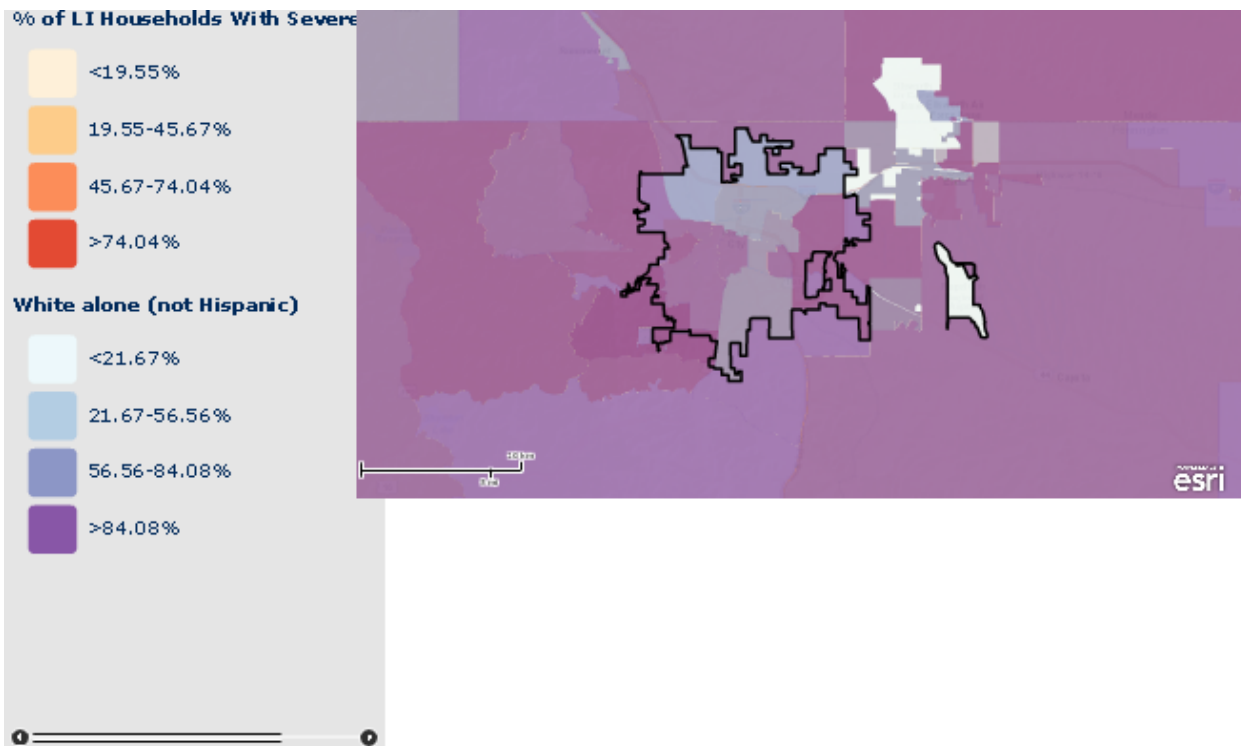 % of LI Households With Severe
<19.55%
19.55-45.67%
45.67-74.04%
>74.04%
White alone (not Hispanic)
<21.67%
21.67-56.56%
56.56-84.08%
>84.08%
esri